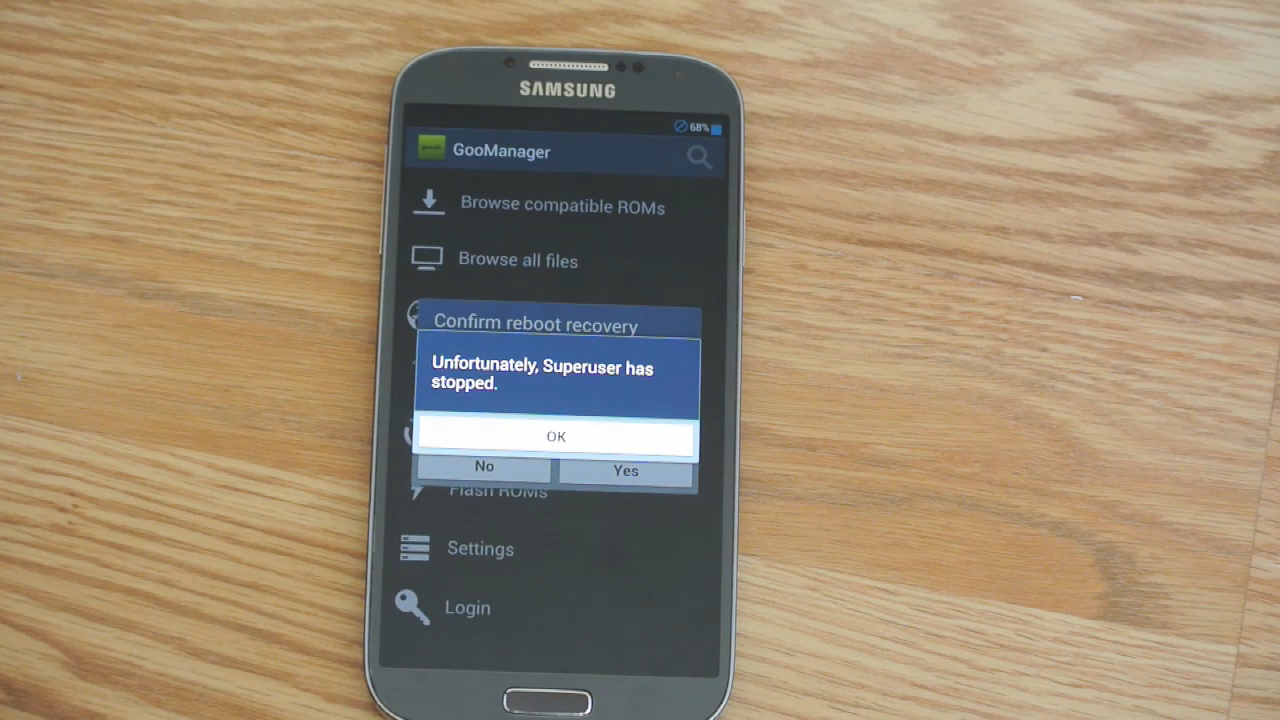 SAMSUNG
68%
GooManager
Browse compatible ROMs
Browse all files
Confirm reboot recovery
Unfortunately, Superuser has
stopped.
OK
No
Yes
Flash ROMs
Settings
Login